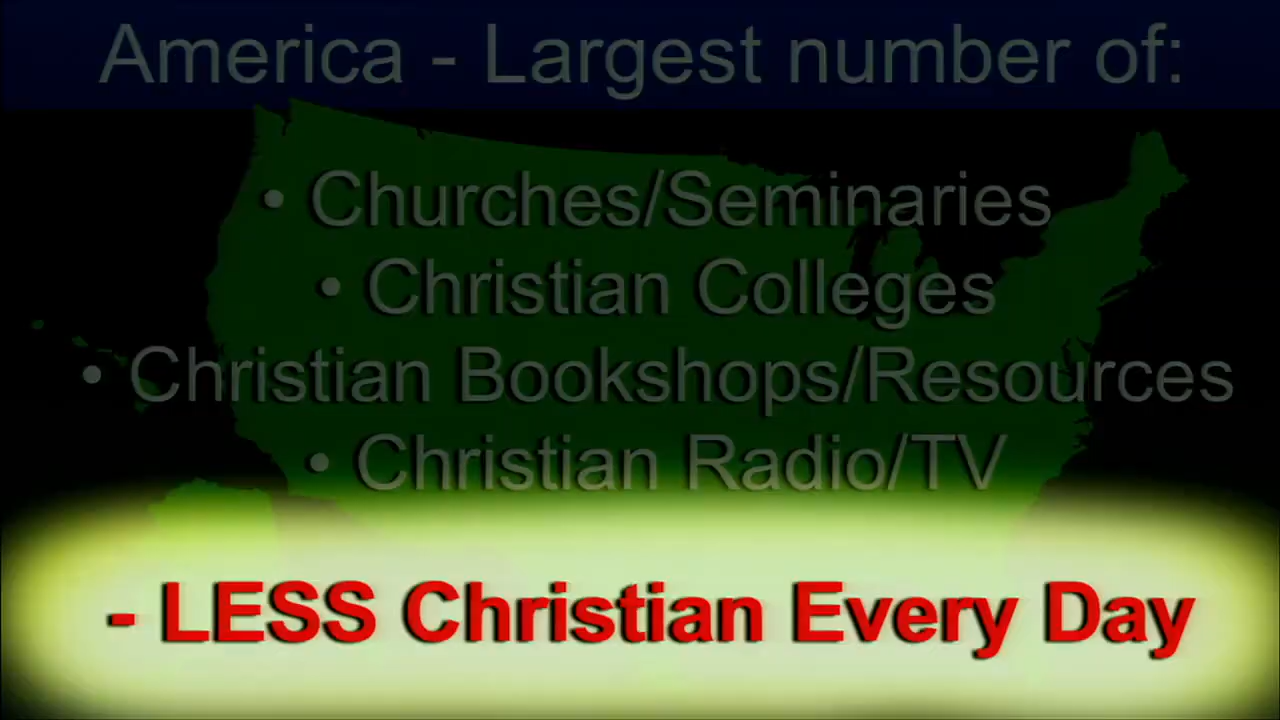 America - Largest number of:
• Churches/Seminaries
• Christian Colleges
• Christian Bookshops/Resources
• Christian Radio/TV
- LESS Christian Every Day